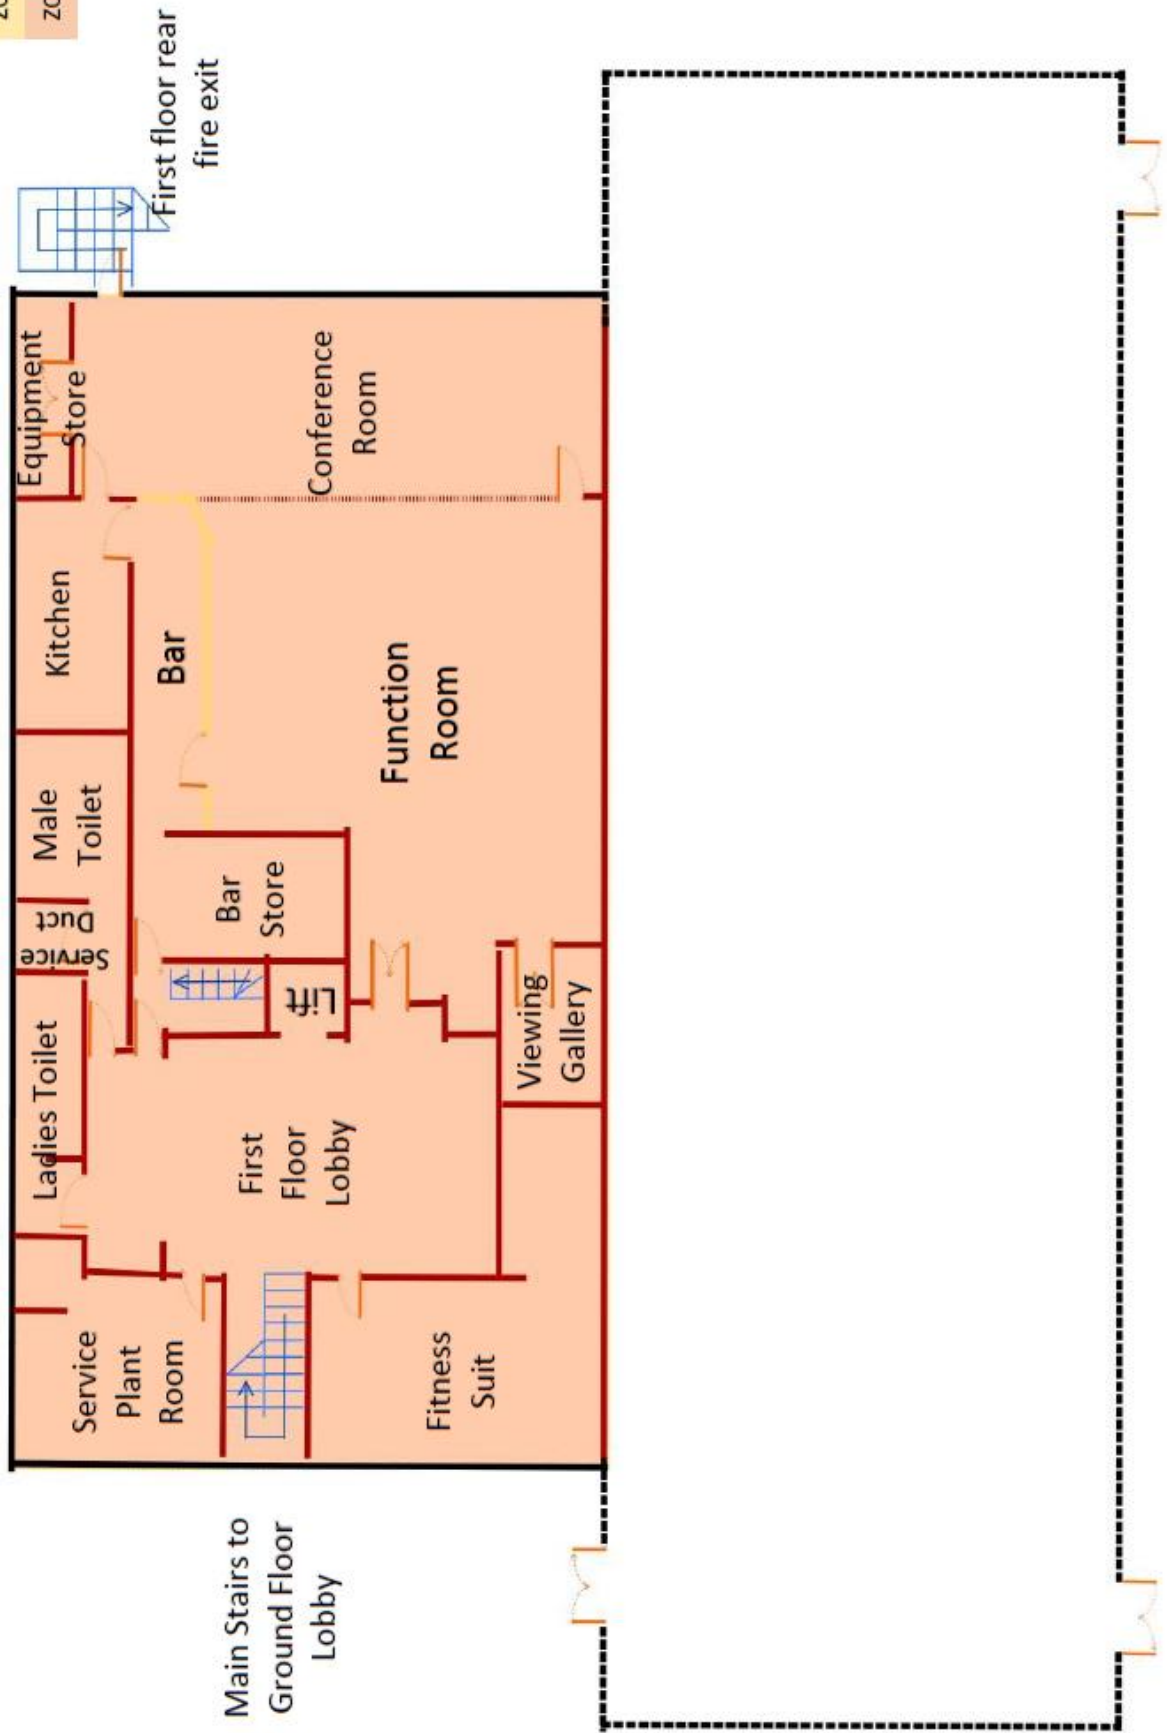 First floor rear
fire exit
Equipment
Store
Conference
Room
Kitchen
Bar
Function
Room
Male
Toilet
Service
Duct
Bar
Store
Lift
Viewing
Gallery
Ladies Toilet
First
Floor
Lobby
Service
Plant
Room
Fitness
Suit
Main Stairs to
Ground Floor
Lobby